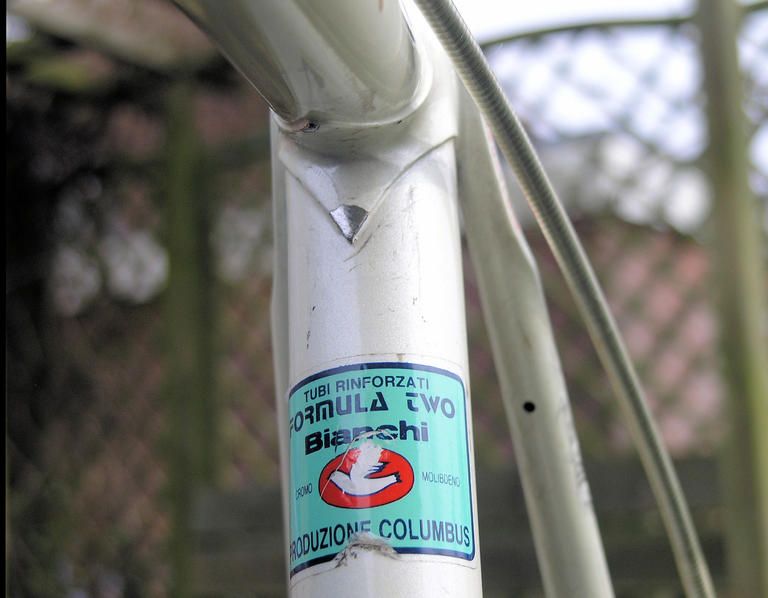 TUBI RINFORZATI
FORMULA TWO
Bianchi
CROMO MOLIBDENO
PRODUZIONE COLUMBUS